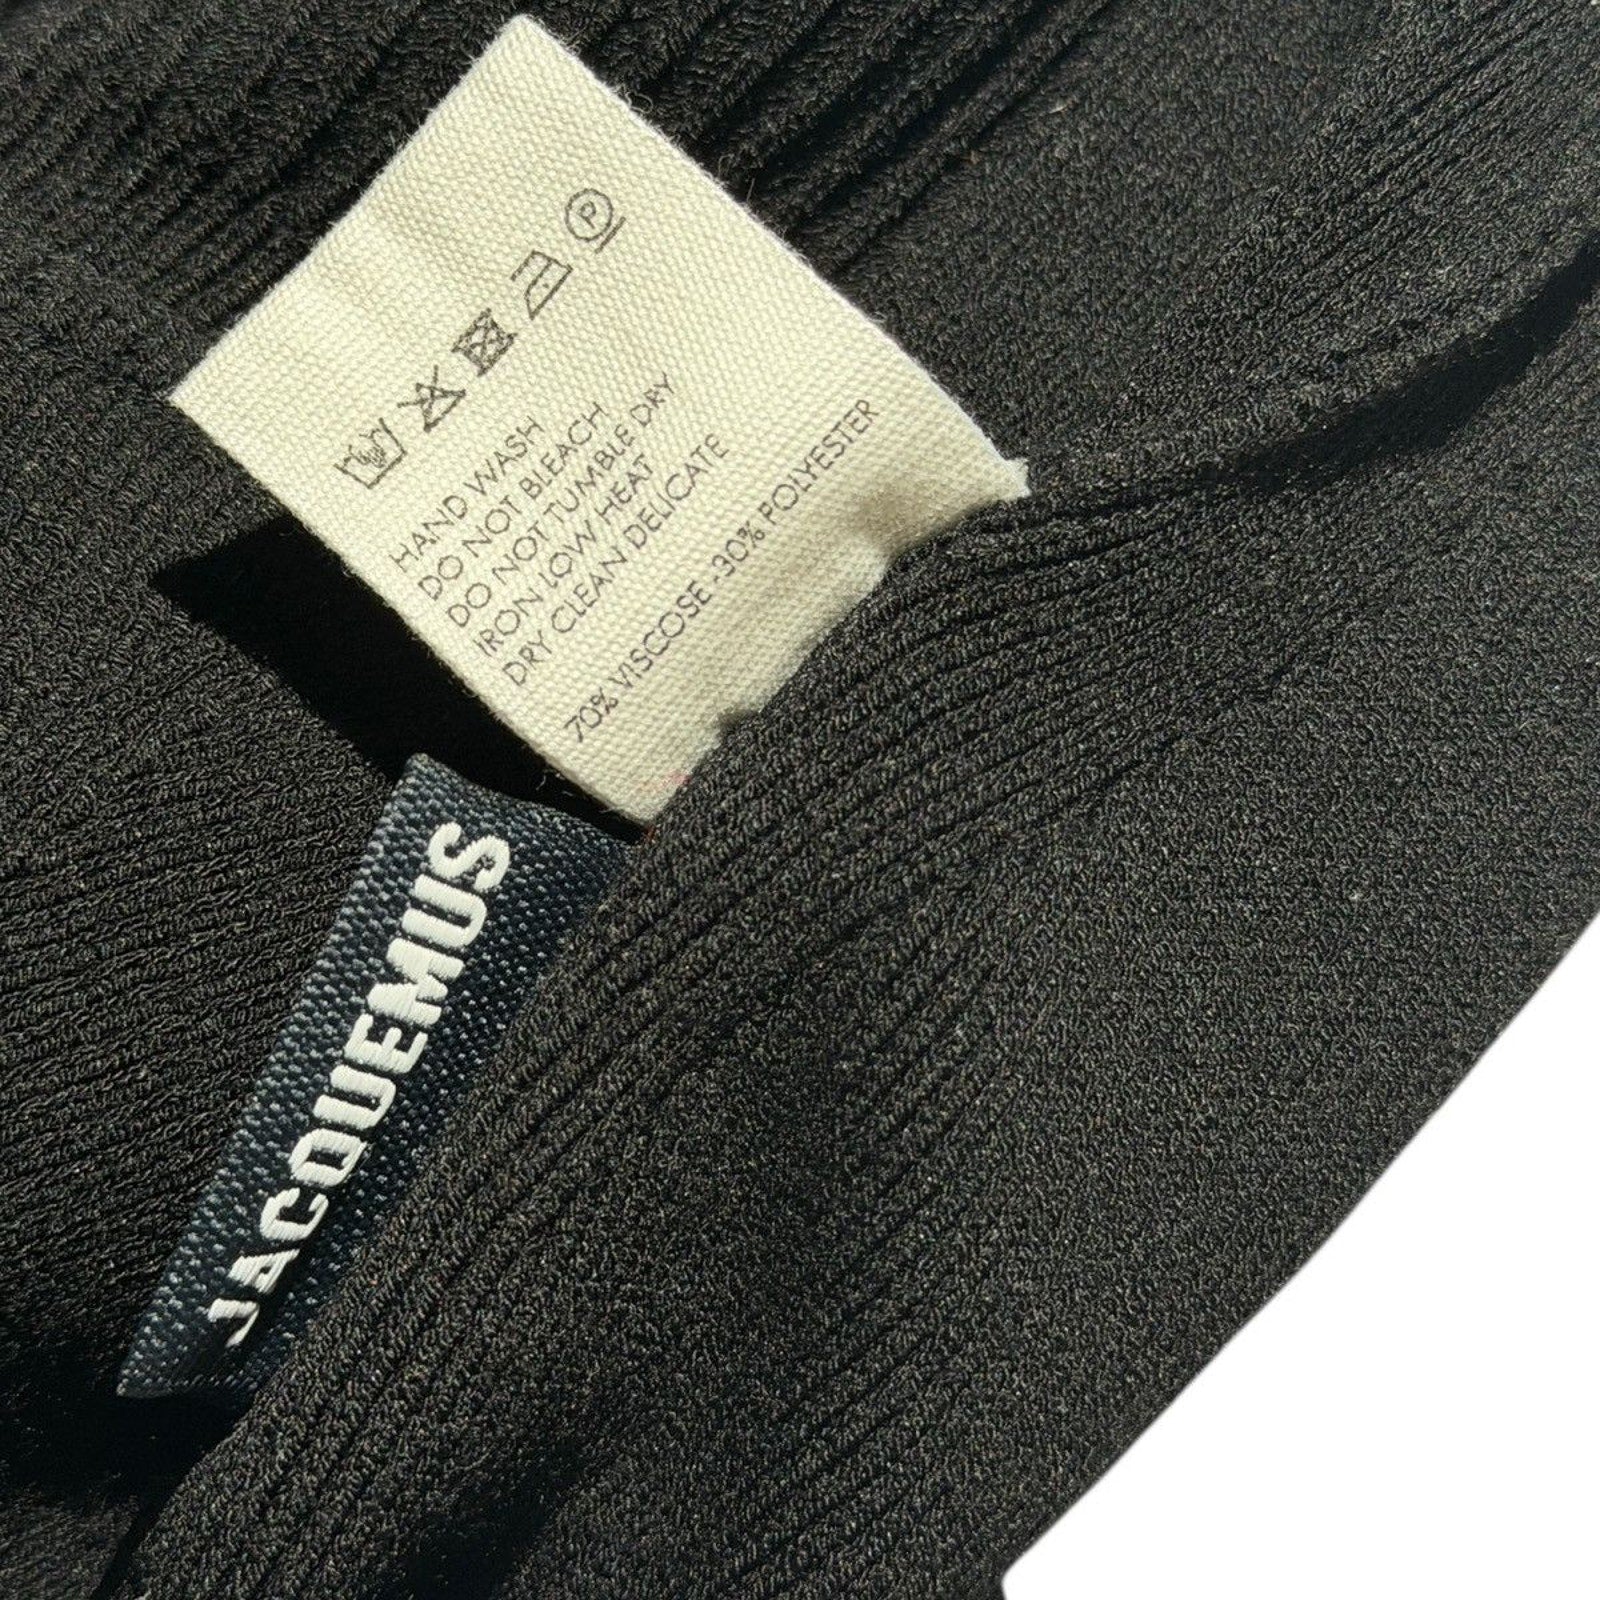 P
HAND WASH
DO NOT BLEACH
DO NOT TUMBLE DRY
IRON LOW HEAT
DRY CLEAN DELICATE
70% VISCOSE - 30% POLYESTER
JACQUEMUS